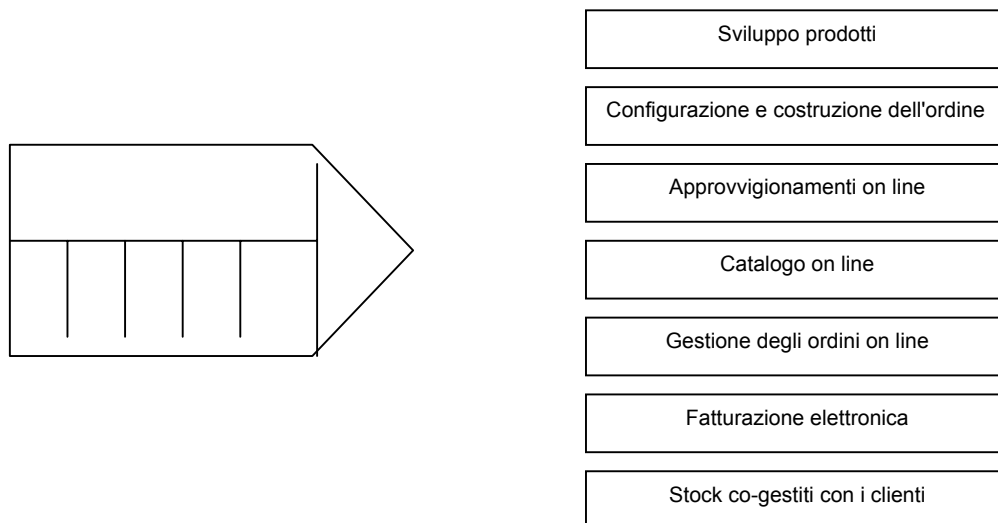 Sviluppo prodotti
Configurazione e costruzione dell'ordine
Approvvigionamenti on line
Catalogo on line
Gestione degli ordini on line
Fatturazione elettronica
Stock co-gestiti con i clienti